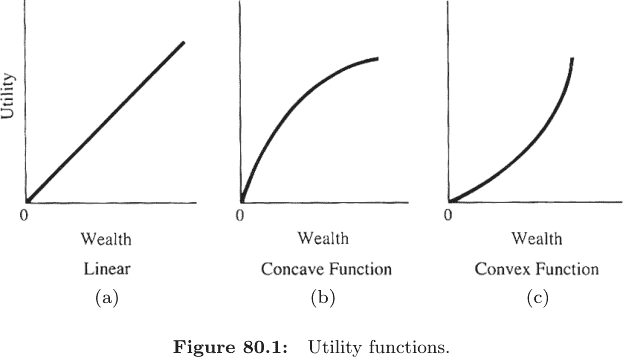 Utility
0
0
0
Wealth
Wealth
Wealth
Linear
Concave Function
Convex Function
(a)
(b)
(c)
Figure 80.1: Utility functions.